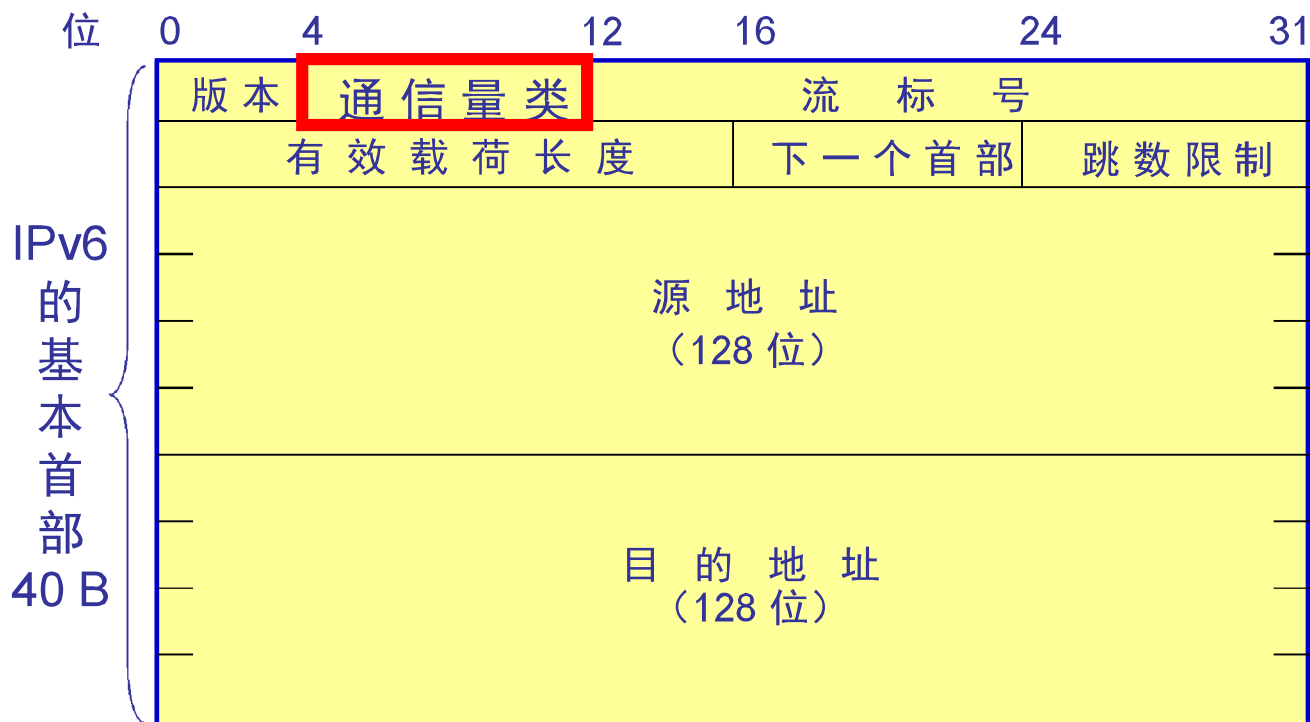 位 0 4 12 16 24 31
版本 通信量类 流标号
有效载荷长度 下一个首部 跳数限制
IPv6
的
基
本
首
部
40 B
源地址
（128 位）
目的地址
（128 位）